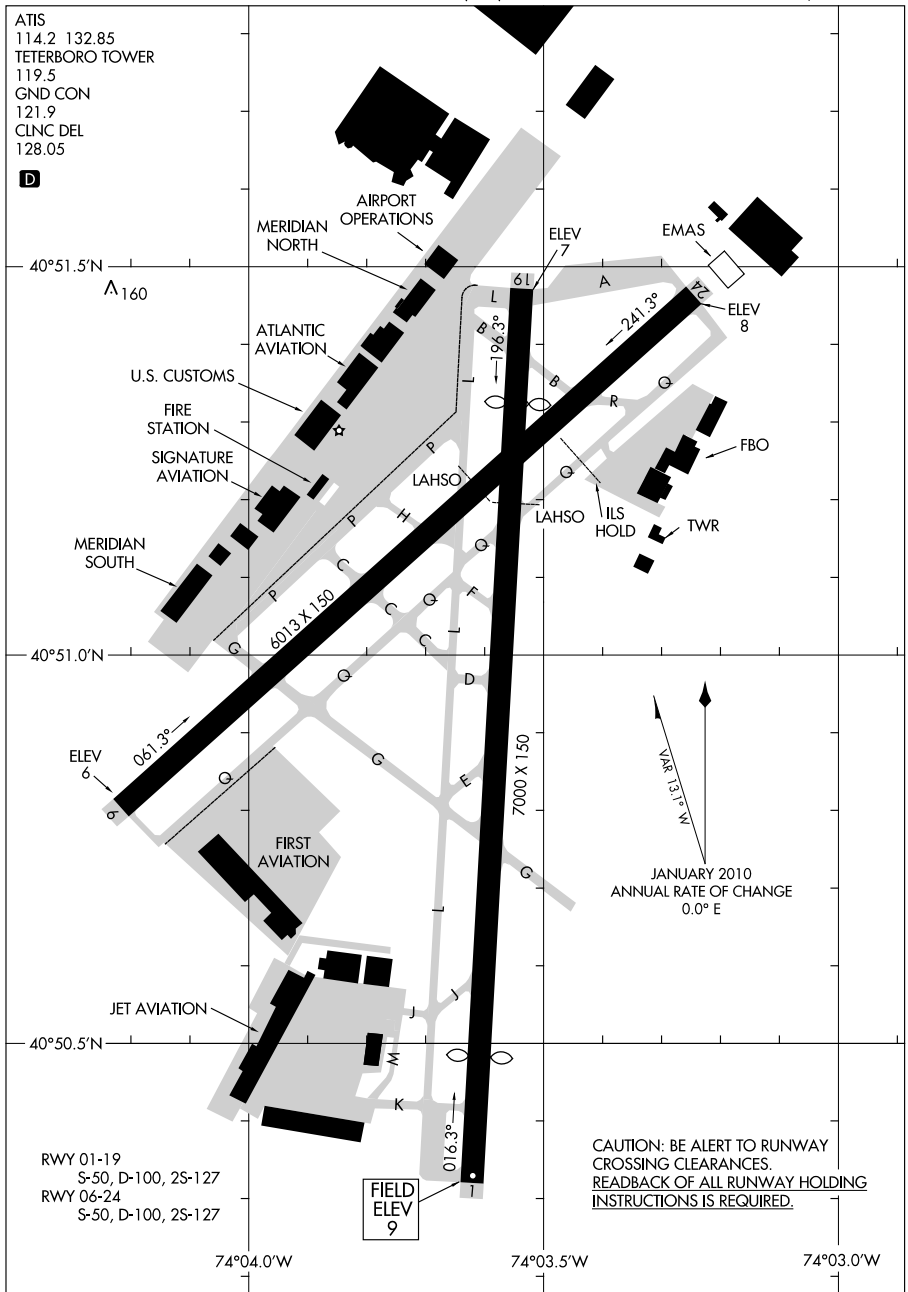 ATIS
114.2 132.85
TETERBORO TOWER
119.5
GND CON
121.9
CLNC DEL
128.05
D
AIRPORT
OPERATIONS
MERIDIAN
NORTH
ELEV
7
EMAS
40°51.5'N
160
19
A
24
ELEV
8
L
B
196.3°
241.3°
ATLANTIC
AVIATION
L
B
Q
R
U.S. CUSTOMS
FIRE
STATION
P
FBO
SIGNATURE
AVIATION
LAHSO
Q
LAHSO
ILS
HOLD
P
H
TWR
MERIDIAN
SOUTH
Q
C
P
F
6013 X 150
C
Q
L
G
C
40°51.0'N
Q
D
061.3°
ELEV
6
Q
G
E
7000 X 150
VAR 13.1° W
6
FIRST
AVIATION
G
JANUARY 2010
ANNUAL RATE OF CHANGE
0.0° E
L
J
JET AVIATION
J
40°50.5'N
M
K
016.3°
RWY 01-19
S-50, D-100, 2S-127
RWY 06-24
S-50, D-100, 2S-127
FIELD
ELEV
9
1
CAUTION: BE ALERT TO RUNWAY
CROSSING CLEARANCES.
READBACK OF ALL RUNWAY HOLDING
INSTRUCTIONS IS REQUIRED.
74°04.0'W
74°03.5'W
74°03.0'W